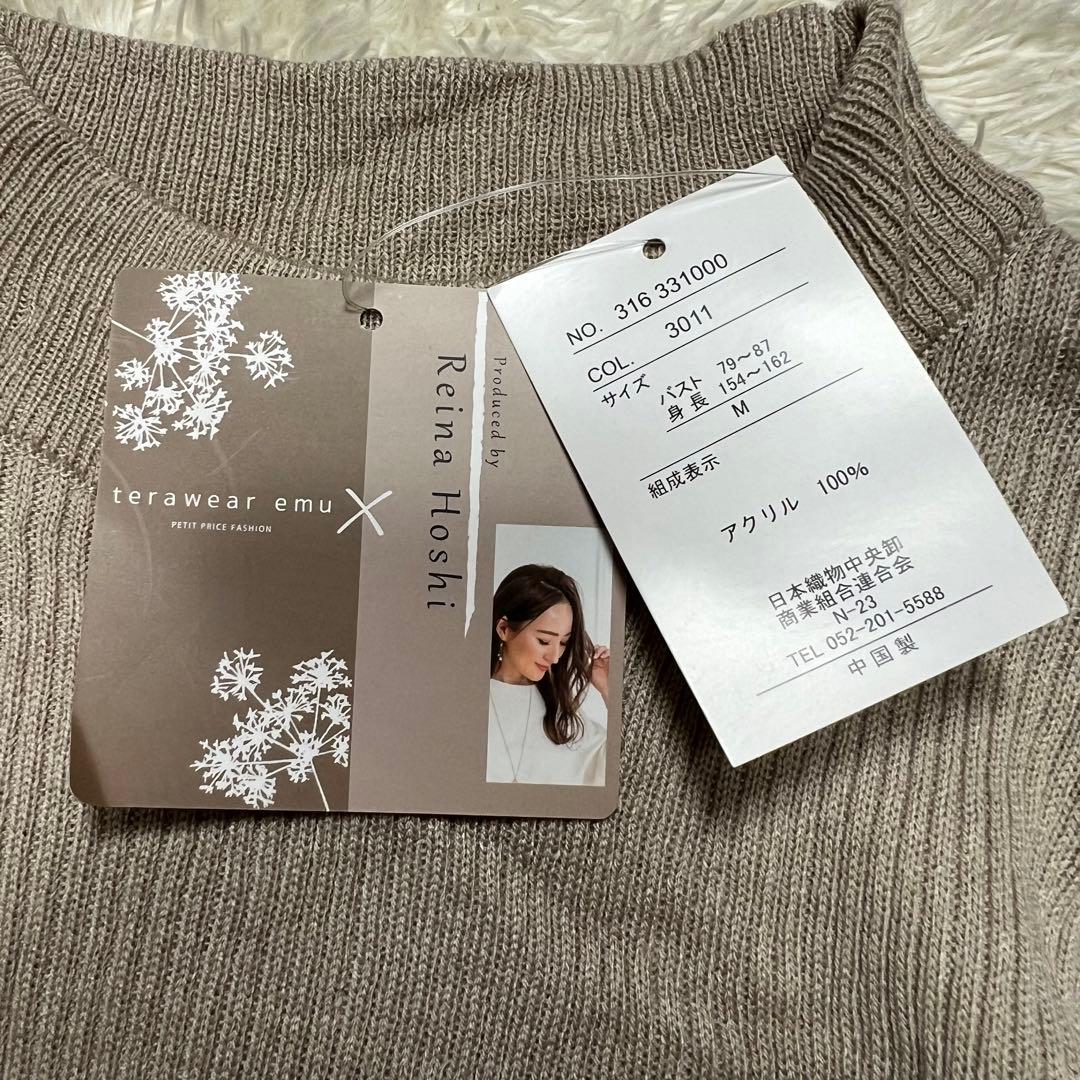 terawear emu
PETIT PRICE FASHION
Produced by
Reina Hoshi
NO. 316 331000
COL. 3011
サイズ バスト 79～87
身長 154～162
M
組成表示
アクリル 100%
日本織物中央卸
商業組合連合会
N-23
TEL 052-201-5588
中国製